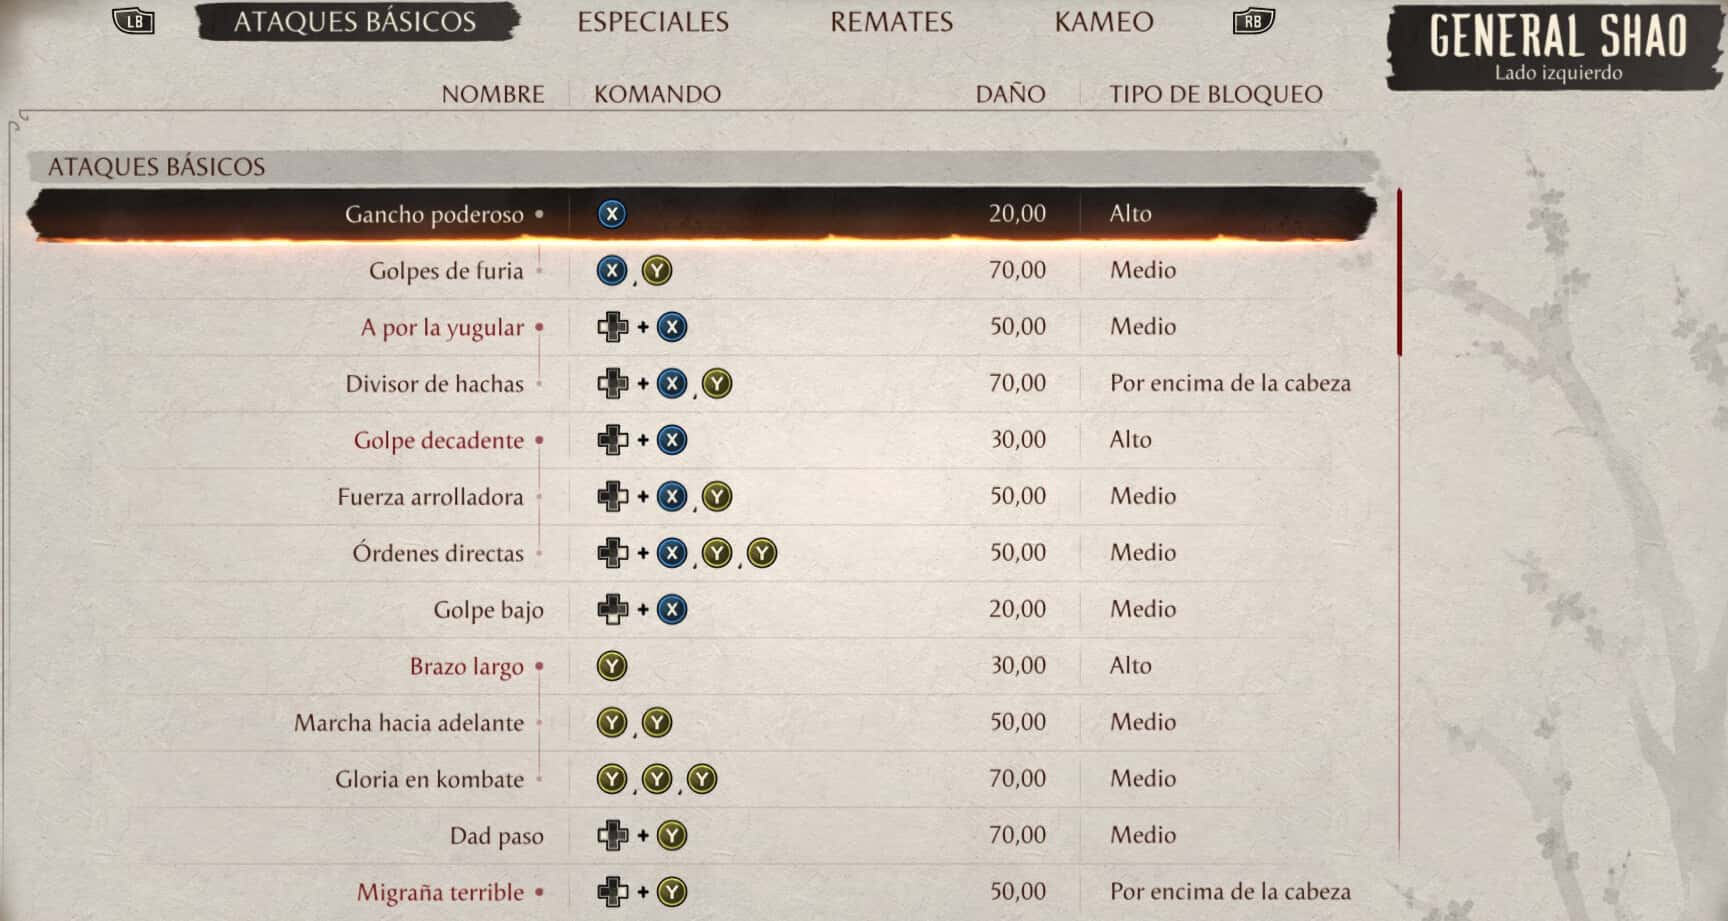 LB ATAQUES BÁSICOS ESPECIALES REMATES KAMEO RB GENERAL SHAO
Lado izquierdo
NOMBRE KOMANDO DAÑO TIPO DE BLOQUEO
ATAQUES BÁSICOS
Gancho poderoso X 20,00 Alto
Golpes de furia X , Y 70,00 Medio
A por la yugular + X 50,00 Medio
Divisor de hachas + X , Y 70,00 Por encima de la cabeza
Golpe decadente + X 30,00 Alto
Fuerza arrolladora + X , Y 50,00 Medio
Órdenes directas + X , Y , Y 50,00 Medio
Golpe bajo + X 20,00 Medio
Brazo largo Y 30,00 Alto
Marcha hacia adelante Y , Y 50,00 Medio
Gloria en kombate Y , Y , Y 70,00 Medio
Dad paso + Y 70,00 Medio
Migraña terrible + Y 50,00 Por encima de la cabeza